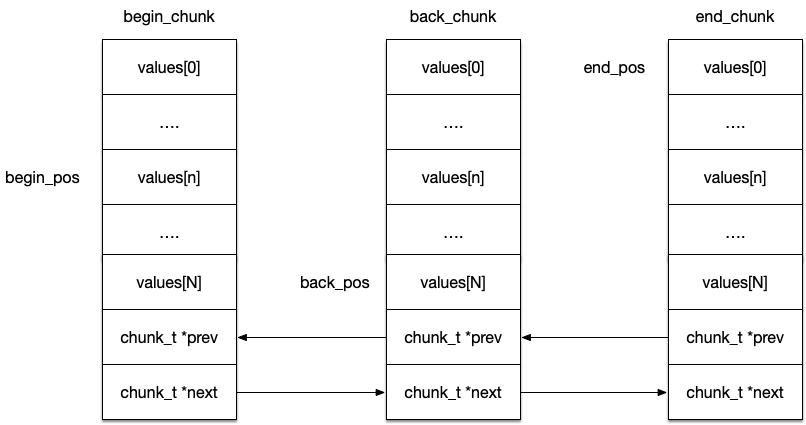 begin_chunk back_chunk end_chunk
values[0] values[0] end_pos values[0]
.... .... ....
begin_pos values[n] values[n] values[n]
.... .... ....
values[N] back_pos values[N] values[N]
chunk_t *prev chunk_t *prev chunk_t *prev
chunk_t *next chunk_t *next chunk_t *next